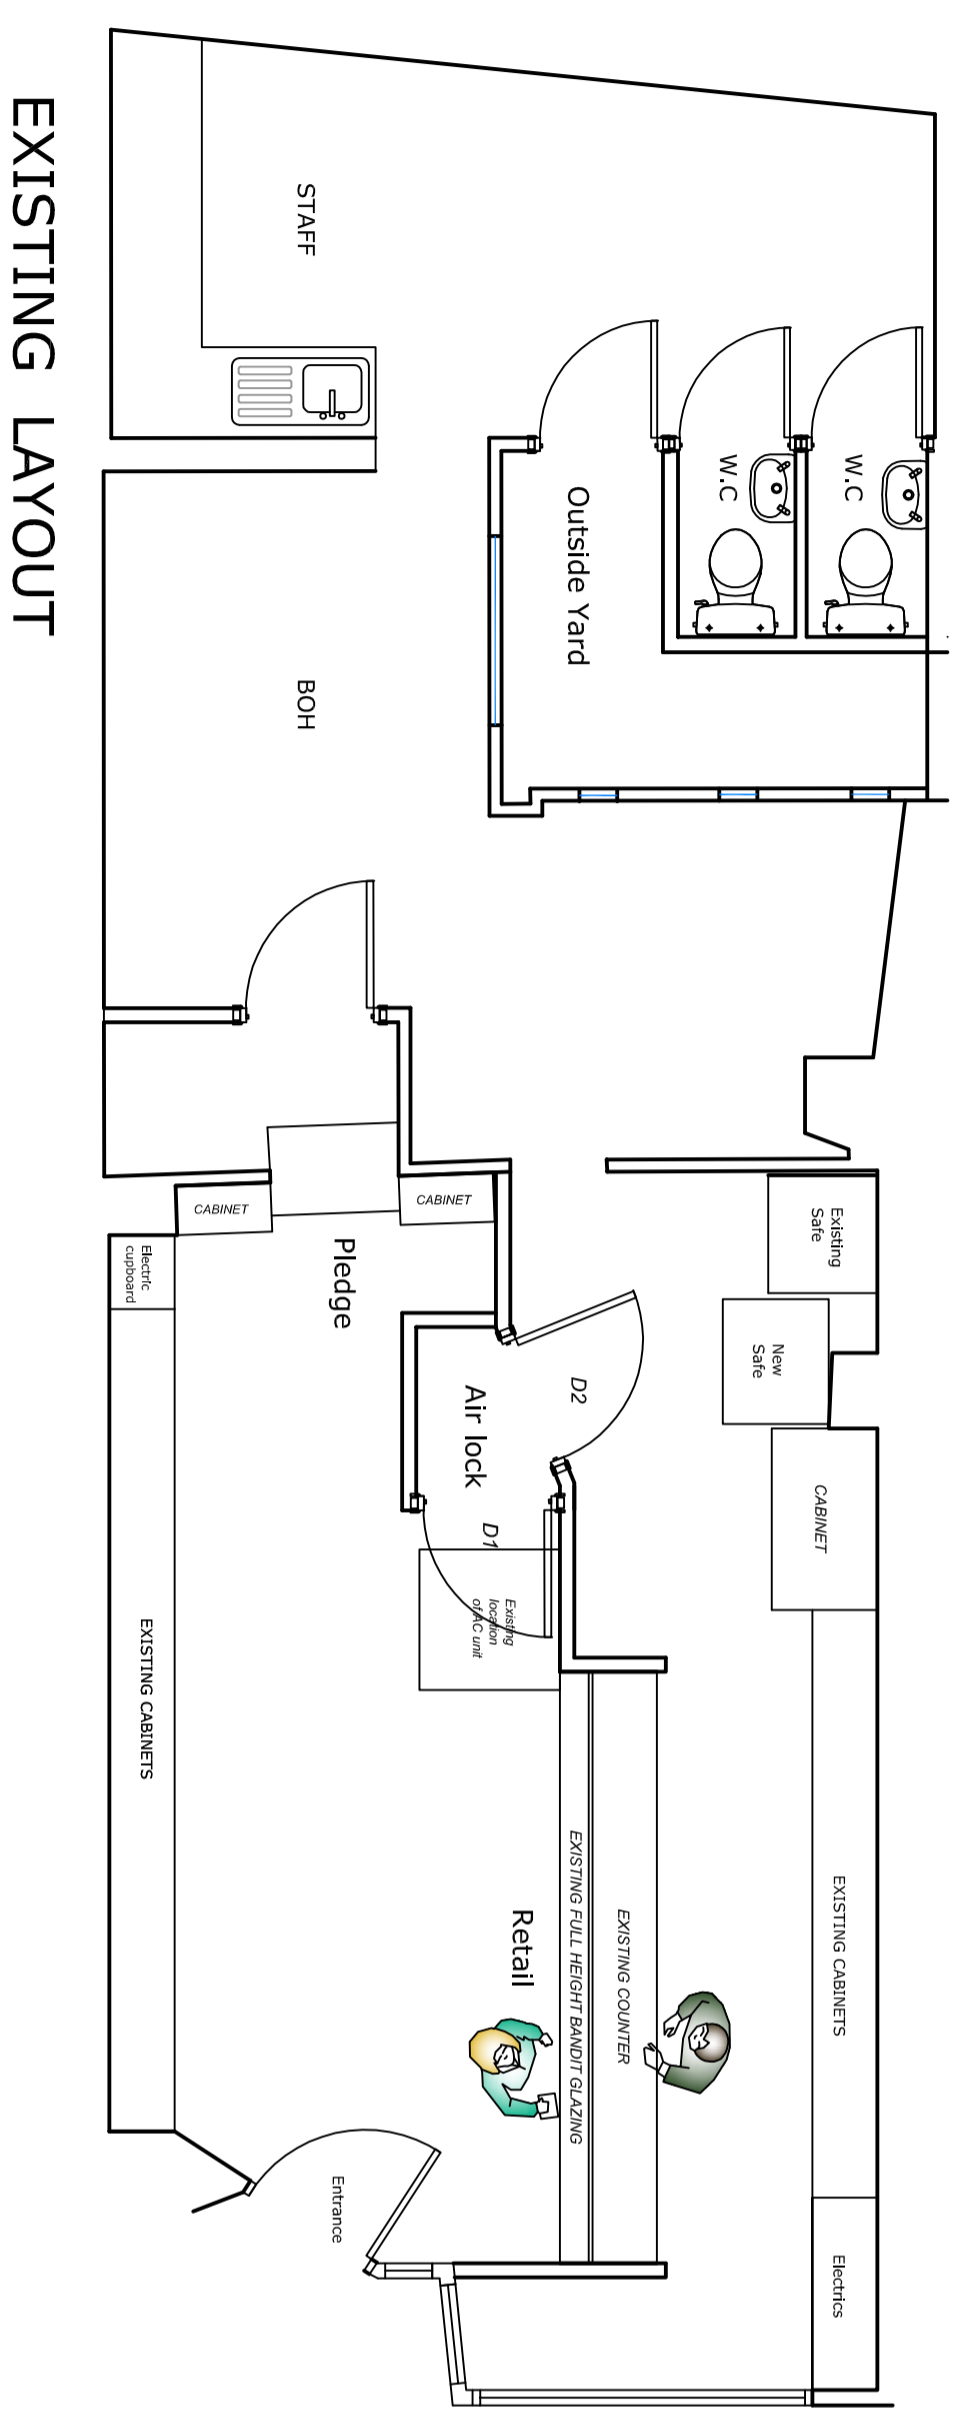 EXISTING LAYOUT
STAFF
W.C
W.C
Outside Yard
BOH
CABINET
CABINET
Existing
Safe
Electric
cupboard
Pledge
New
Safe
D2
Air lock
CABINET
D1
Existing
location
of AC unit
EXISTING CABINETS
EXISTING FULL HEIGHT BANDIT GLAZING
EXISTING COUNTER
EXISTING CABINETS
Retail
Entrance
Electrics